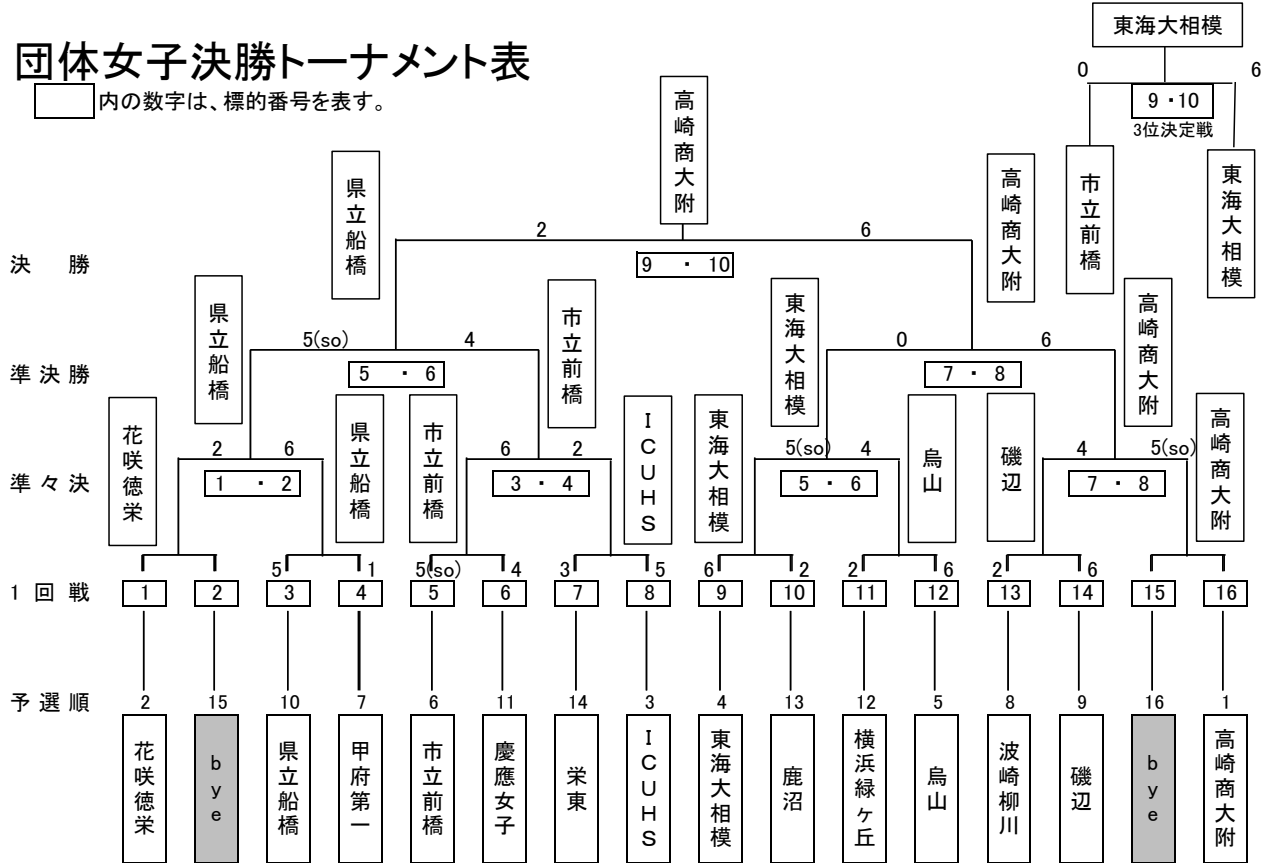 団体女子決勝トーナメント表
内の数字は、標的番号を表す。
東海大相模
0 6
9 ・ 10
3位決定戦
市立前橋
東海大相模
高崎商大附
県立船橋
高崎商大附
2 6
決 勝
9 ・ 10
県立船橋
市立前橋
東海大相模
高崎商大附
5(so) 4 0 6
準決勝
5 ・ 6
7 ・ 8
花咲徳栄
県立船橋
市立前橋
ICUHS
東海大相模
烏山
磯辺
高崎商大附
2 6 6 2 5(so) 4 4 5(so)
準々決
1 ・ 2
3 ・ 4
5 ・ 6
7 ・ 8
5 1 5(so) 4 3 5 6 2 2 6 2 6
1回戦 1 2 3 4 5 6 7 8 9 10 11 12 13 14 15 16
予選順 2 15 10 7 6 11 14 3 4 13 12 5 8 9 16 1
花咲徳栄
bye
県立船橋
甲府第一
市立前橋
慶應女子
栄東
ICUHS
東海大相模
鹿沼
横浜緑ヶ丘
烏山
波崎柳川
磯辺
bye
高崎商大附